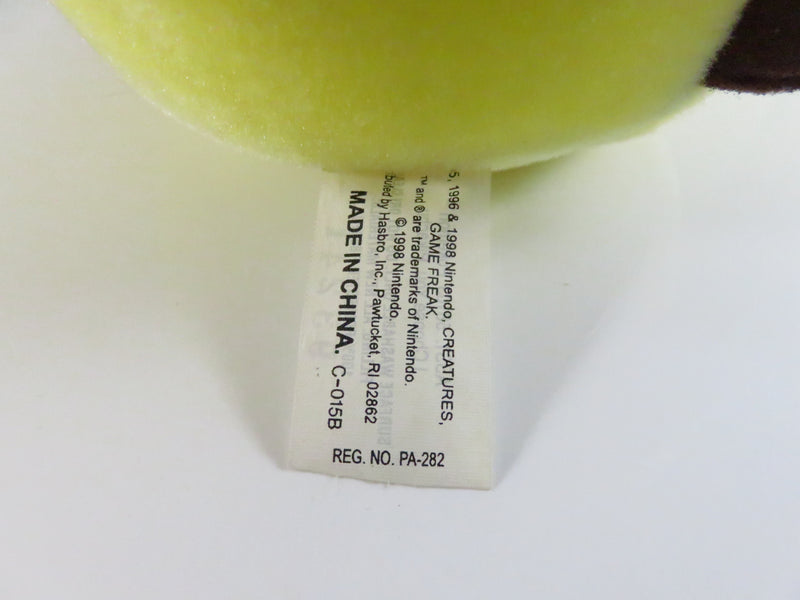 5, 1996 & 1998 Nintendo, CREATURES,
GAME FREAK.
TM and ® are trademarks of Nintendo.
© 1998 Nintendo.
buted by Hasbro, Inc., Pawtucket, RI 02862
MADE IN CHINA. C-015B
REG. NO. PA-282